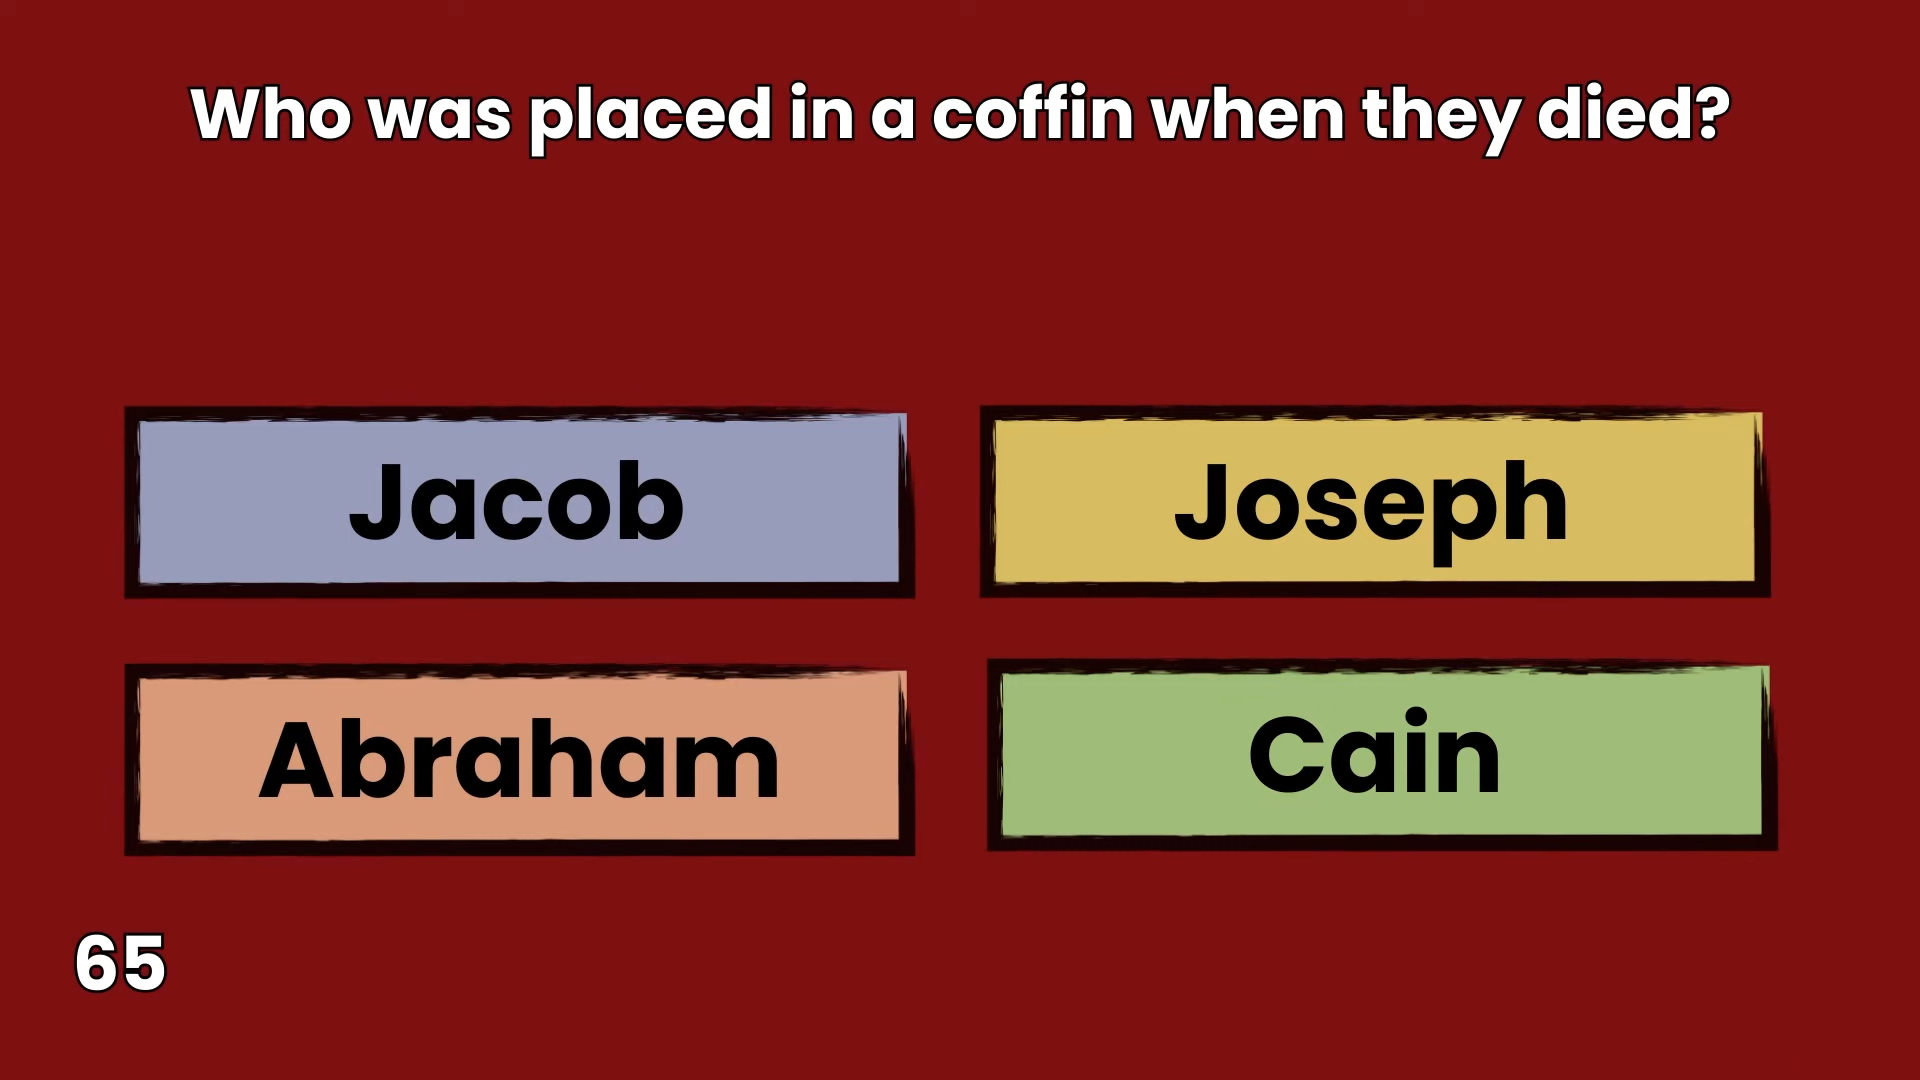 Who was placed in a coffin when they died?
Jacob
Joseph
Abraham
Cain
65